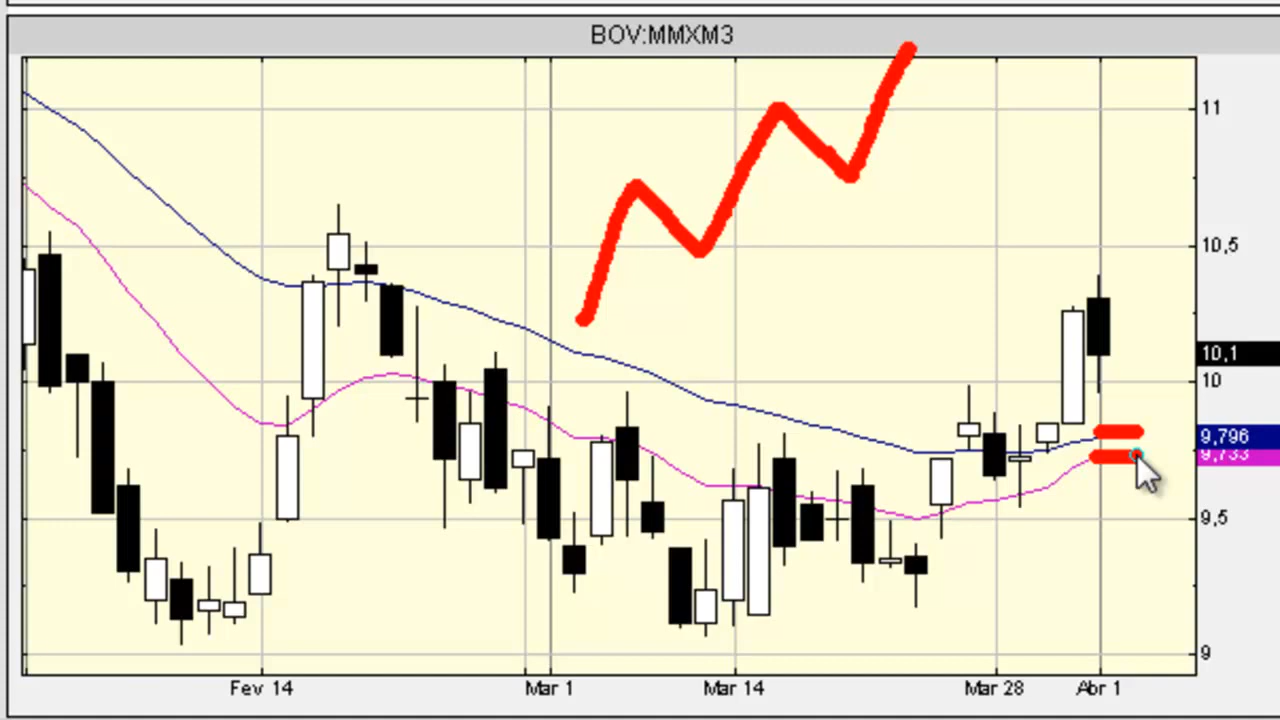 BOV:MMXM3
11
10,5
10,1
10
9,796
9,733
9,5
9
Fev 14
Mar 1
Mar 14
Mar 28
Abr 1